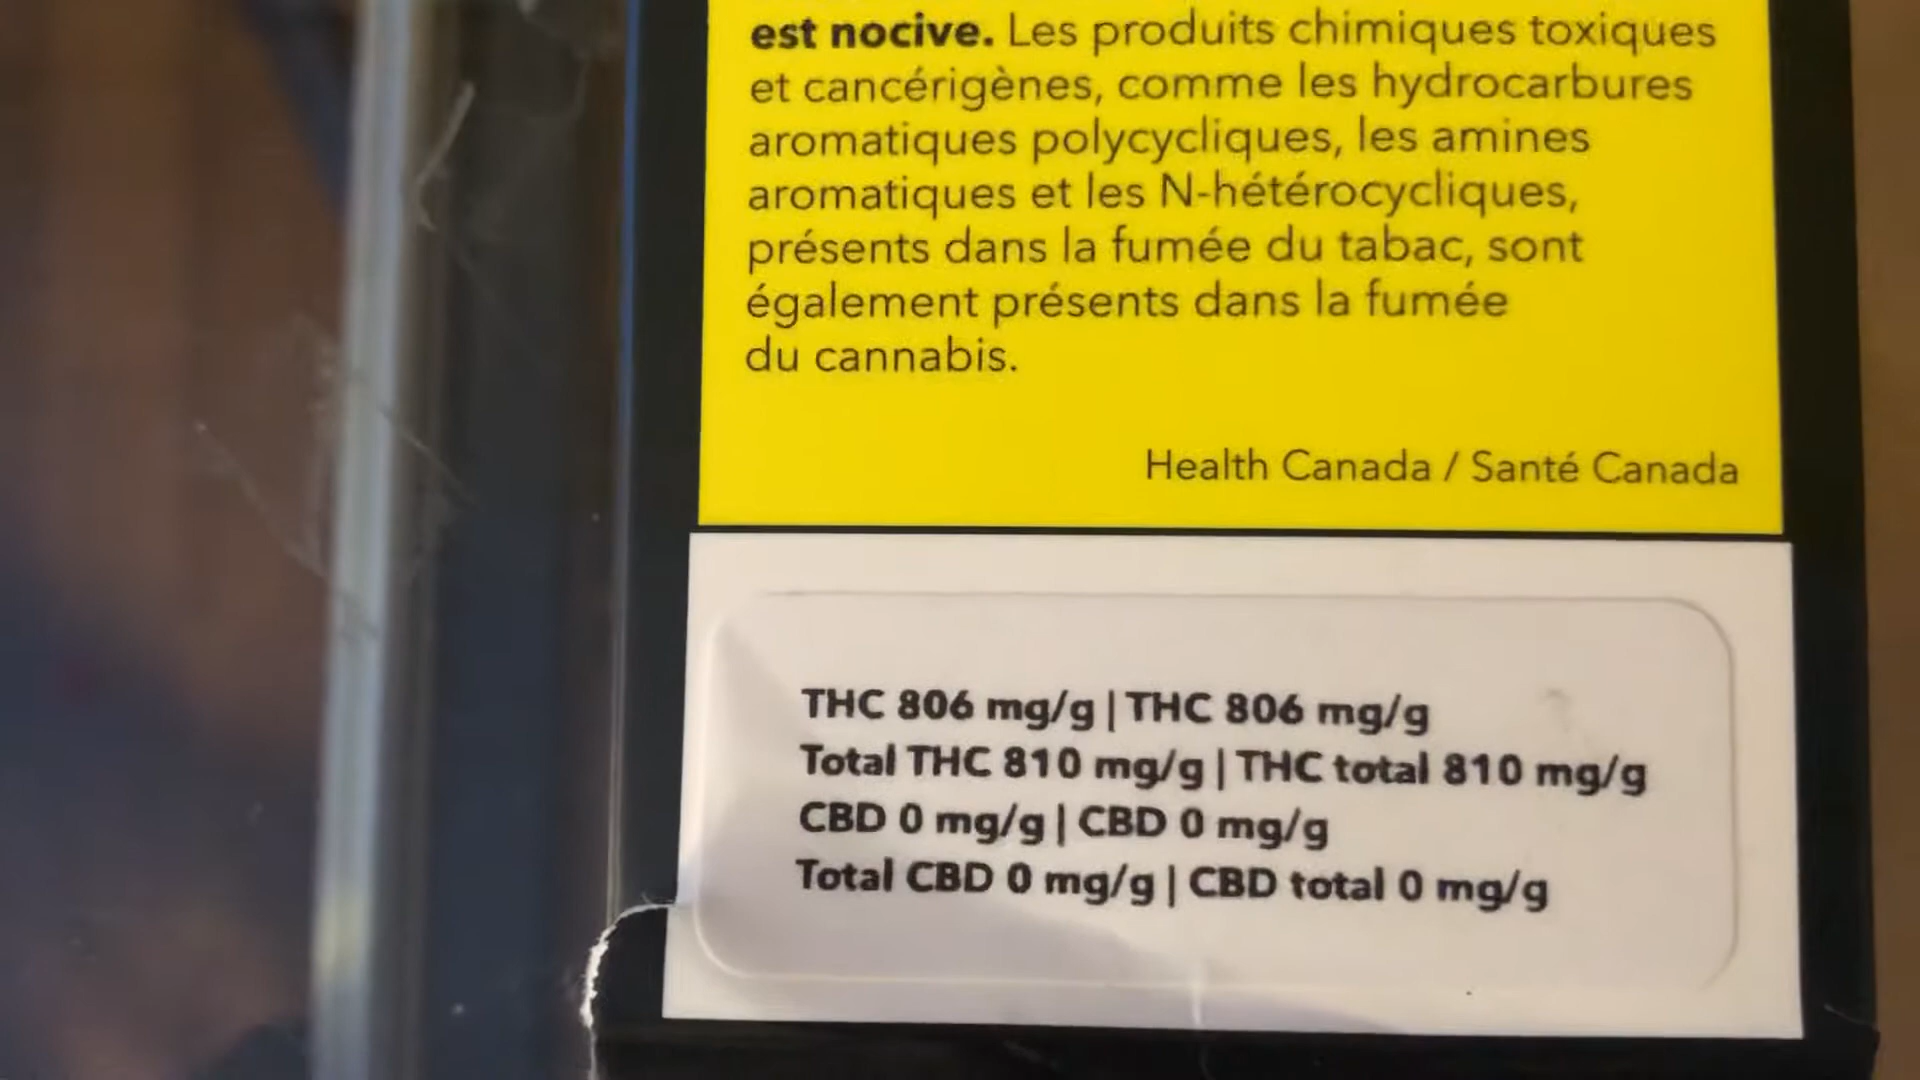 est nocive. Les produits chimiques toxiques
et cancérigènes, comme les hydrocarbures
aromatiques polycycliques, les amines
aromatiques et les N-hétérocycliques,
présents dans la fumée du tabac, sont
également présents dans la fumée
du cannabis.
Health Canada / Santé Canada
THC 806 mg/g | THC 806 mg/g
Total THC 810 mg/g | THC total 810 mg/g
CBD 0 mg/g | CBD 0 mg/g
Total CBD 0 mg/g | CBD total 0 mg/g